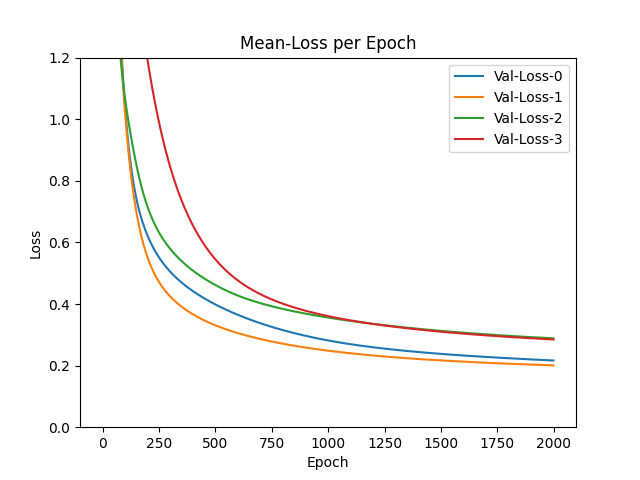 Mean-Loss per Epoch
Loss
1.2
1.0
0.8
0.6
0.4
0.2
0.0
Val-Loss-0
Val-Loss-1
Val-Loss-2
Val-Loss-3
0 250 500 750 1000 1250 1500 1750 2000
Epoch